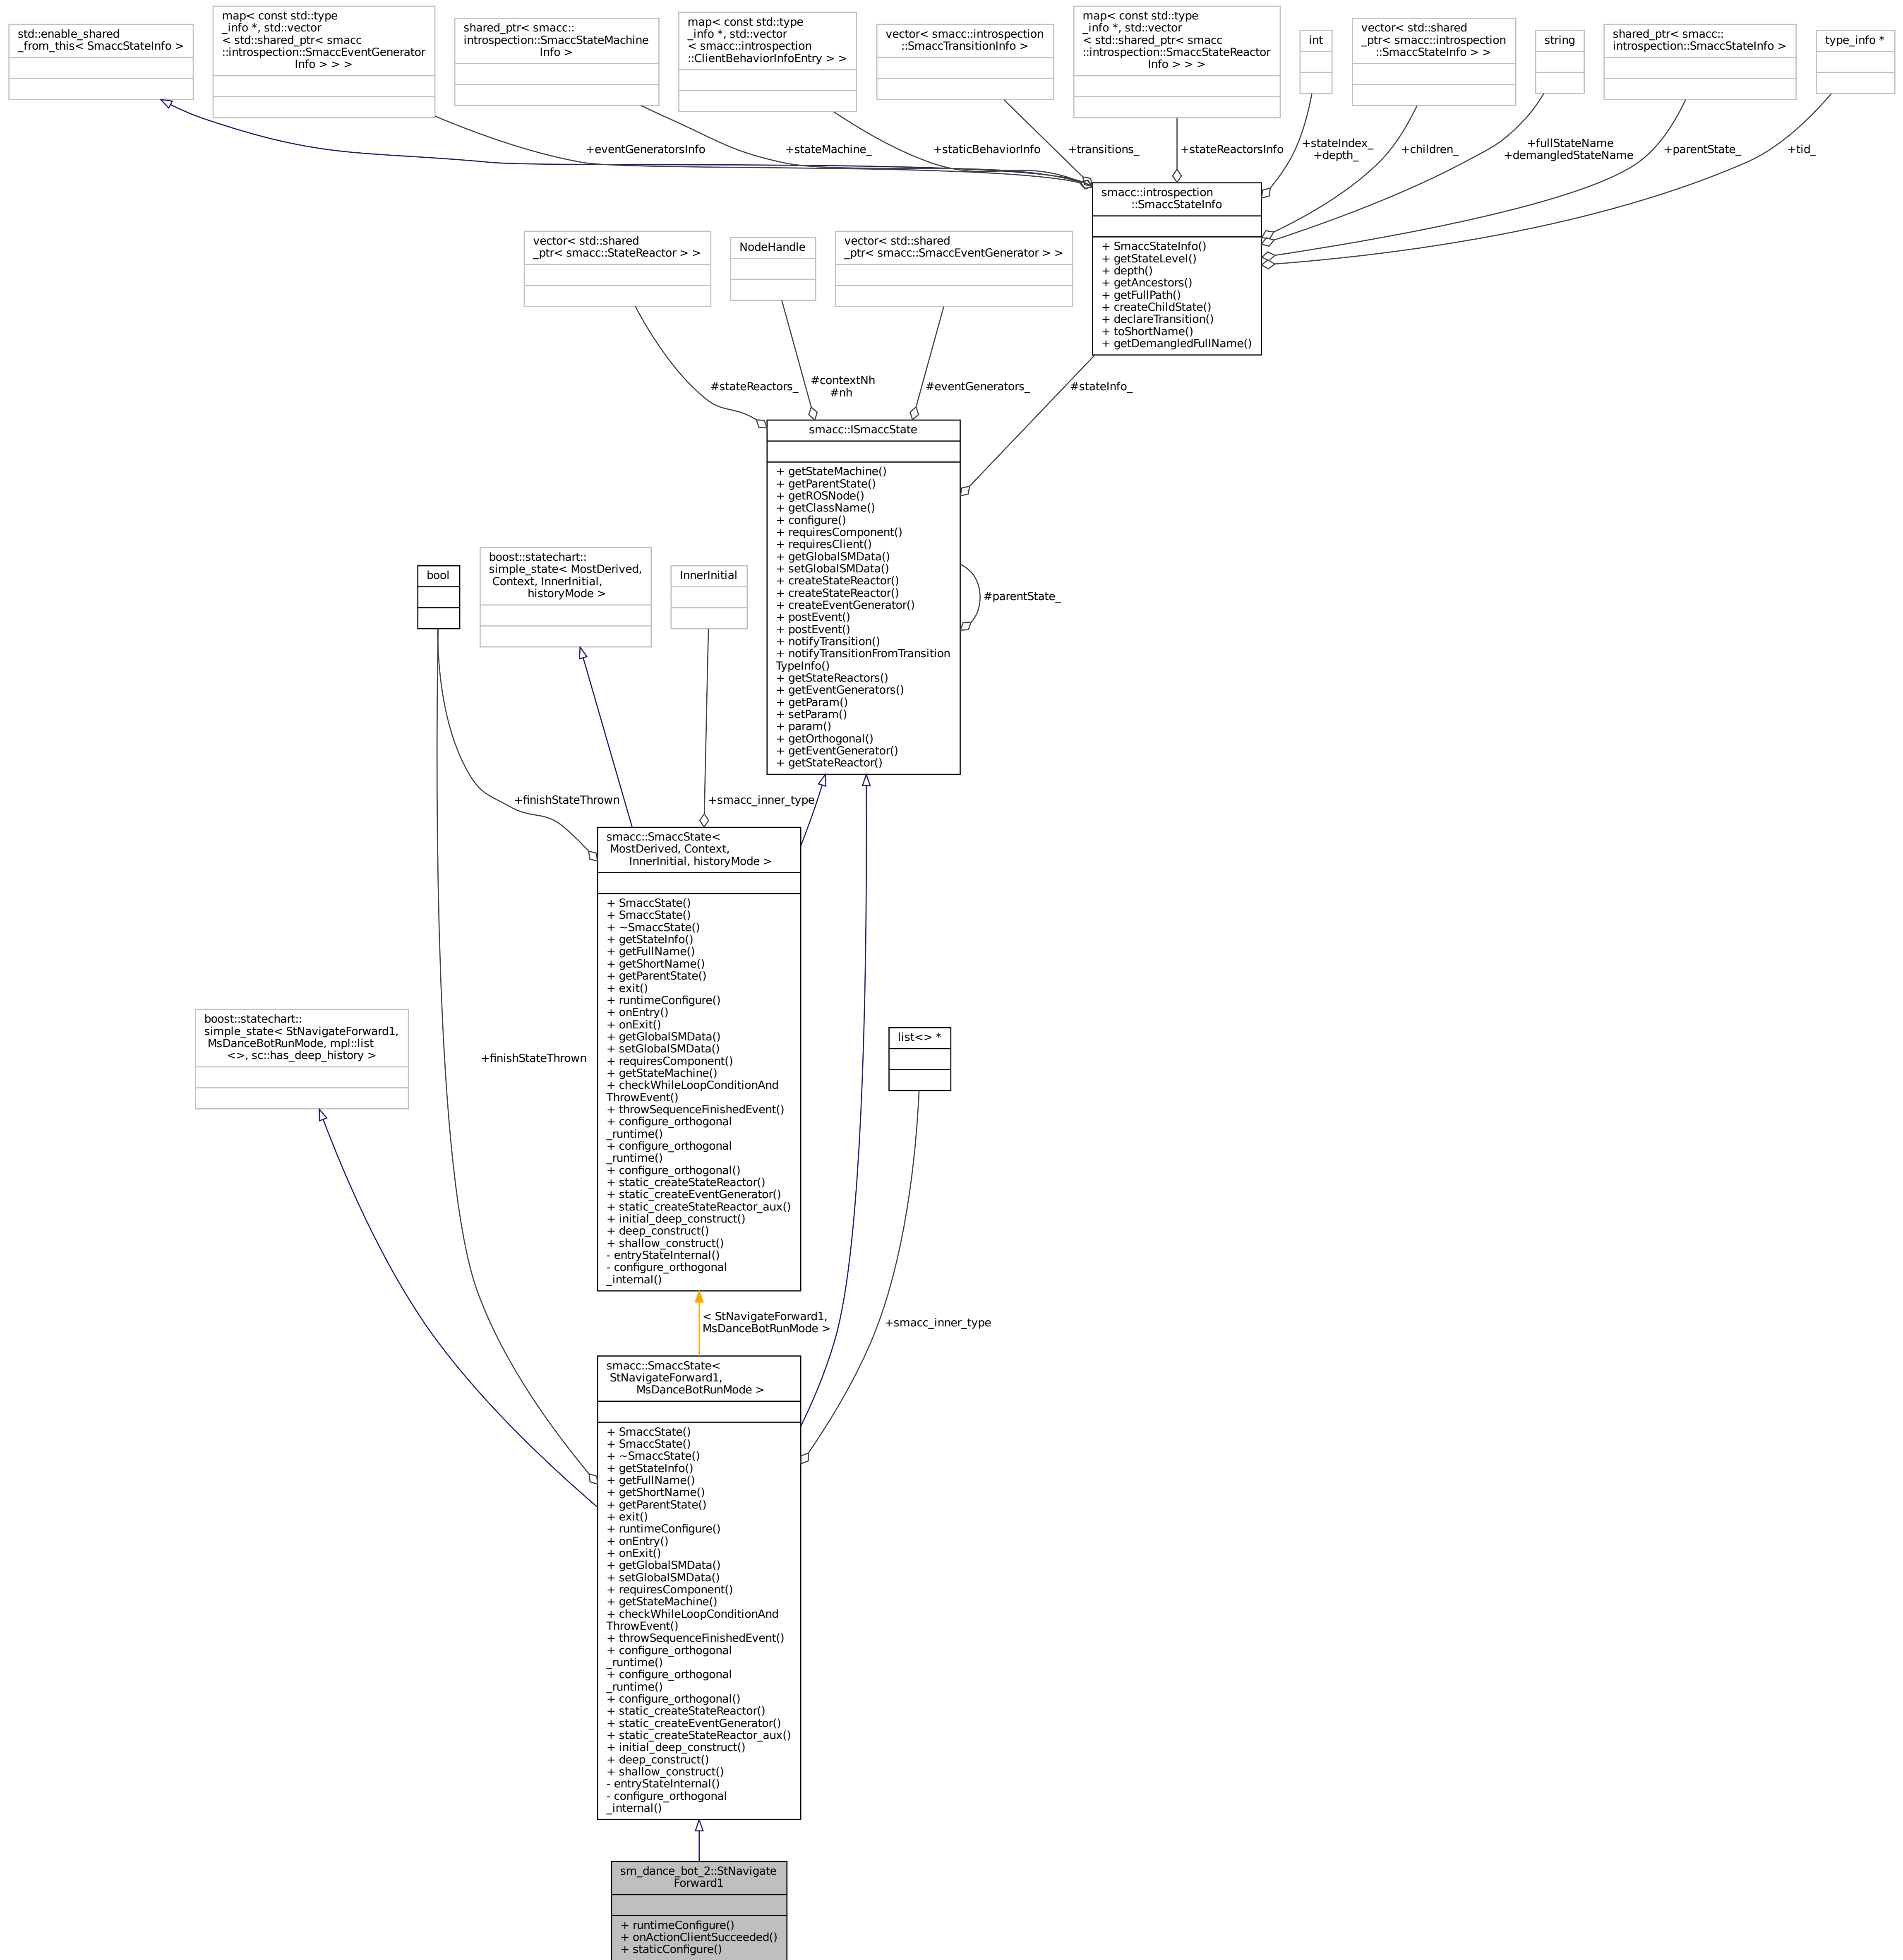 std::enable_shared
_from_this< SmaccStateInfo >
map< const std::type
_info *, std::vector
< std::shared_ptr< smacc
::introspection::SmaccEventGenerator
Info > > >
shared_ptr< smacc::
introspection::SmaccStateMachine
Info >
map< const std::type
_info *, std::vector
< smacc::introspection
::ClientBehaviorInfoEntry > >
vector< smacc::introspection
::SmaccTransitionInfo >
map< const std::type
_info *, std::vector
< std::shared_ptr< smacc
::introspection::SmaccStateReactor
Info > > >
int
vector< std::shared
_ptr< smacc::introspection
::SmaccStateInfo > >
string
shared_ptr< smacc::
introspection::SmaccStateInfo >
type_info *
+eventGeneratorsInfo
+stateMachine_
+staticBehaviorInfo
+transitions_
+stateReactorsInfo
+stateIndex_
+depth_
+children_
+fullStateName
+demangledStateName
+parentState_
+tid_
smacc::introspection
::SmaccStateInfo
+ SmaccStateInfo()
+ getStateLevel()
+ depth()
+ getAncestors()
+ getFullPath()
+ createChildState()
+ declareTransition()
+ toShortName()
+ getDemangledFullName()
vector< std::shared
_ptr< smacc::StateReactor > >
NodeHandle
vector< std::shared
_ptr< smacc::SmaccEventGenerator > >
#stateReactors_
#contextNh
#nh
#eventGenerators_
#stateInfo_
smacc::ISmaccState
+ getStateMachine()
+ getParentState()
+ getROSNode()
+ getClassName()
+ configure()
+ requiresComponent()
+ requiresClient()
+ getGlobalSMData()
+ setGlobalSMData()
+ createStateReactor()
+ createStateReactor()
+ createEventGenerator()
+ postEvent()
+ postEvent()
+ notifyTransition()
+ notifyTransitionFromTransition
TypeInfo()
+ getStateReactors()
+ getEventGenerators()
+ getParam()
+ setParam()
+ param()
+ getOrthogonal()
+ getEventGenerator()
+ getStateReactor()
#parentState_
bool
boost::statechart::
simple_state< MostDerived,
Context, InnerInitial,
historyMode >
InnerInitial
+finishStateThrown
+smacc_inner_type
smacc::SmaccState<
MostDerived, Context,
InnerInitial, historyMode >
+ SmaccState()
+ SmaccState()
+ ~SmaccState()
+ getStateInfo()
+ getFullName()
+ getShortName()
+ getParentState()
+ exit()
+ runtimeConfigure()
+ onEntry()
+ onExit()
+ getGlobalSMData()
+ setGlobalSMData()
+ requiresComponent()
+ getStateMachine()
+ checkWhileLoopConditionAnd
ThrowEvent()
+ throwSequenceFinishedEvent()
+ configure_orthogonal
_runtime()
+ configure_orthogonal
_runtime()
+ configure_orthogonal()
+ static_createStateReactor()
+ static_createEventGenerator()
+ static_createStateReactor_aux()
+ initial_deep_construct()
+ deep_construct()
+ shallow_construct()
- entryStateInternal()
- configure_orthogonal
_internal()
boost::statechart::
simple_state< StNavigateForward1,
MsDanceBotRunMode, mpl::list
<>, sc::has_deep_history >
+finishStateThrown
list<> *
< StNavigateForward1,
MsDanceBotRunMode >
+smacc_inner_type
smacc::SmaccState<
StNavigateForward1,
MsDanceBotRunMode >
+ SmaccState()
+ SmaccState()
+ ~SmaccState()
+ getStateInfo()
+ getFullName()
+ getShortName()
+ getParentState()
+ exit()
+ runtimeConfigure()
+ onEntry()
+ onExit()
+ getGlobalSMData()
+ setGlobalSMData()
+ requiresComponent()
+ getStateMachine()
+ checkWhileLoopConditionAnd
ThrowEvent()
+ throwSequenceFinishedEvent()
+ configure_orthogonal
_runtime()
+ configure_orthogonal
_runtime()
+ configure_orthogonal()
+ static_createStateReactor()
+ static_createEventGenerator()
+ static_createStateReactor_aux()
+ initial_deep_construct()
+ deep_construct()
+ shallow_construct()
- entryStateInternal()
- configure_orthogonal
_internal()
sm_dance_bot_2::StNavigate
Forward1
+ runtimeConfigure()
+ onActionClientSucceeded()
+ staticConfigure()